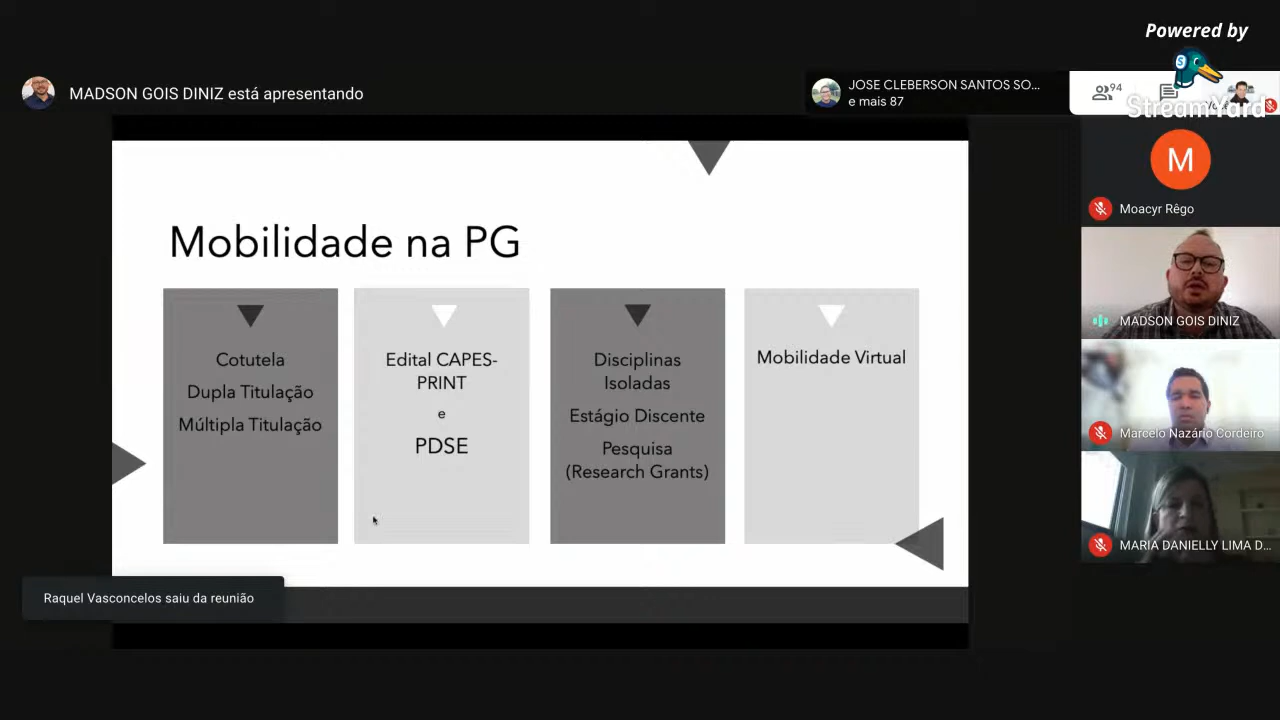 Powered by
StreamYard
MADSON GOIS DINIZ está apresentando
JOSE CLEBERSON SANTOS SO...
e mais 87
94
M
Moacyr Rêgo
MADSON GOIS DINIZ
Marcelo Nazário Cordeiro
MARIA DANIELLY LIMA D...
Mobilidade na PG
Cotutela
Dupla Titulação
Múltipla Titulação
Edital CAPES-
PRINT
e
PDSE
Disciplinas
Isoladas
Estágio Discente
Pesquisa
(Research Grants)
Mobilidade Virtual
Raquel Vasconcelos saiu da reunião